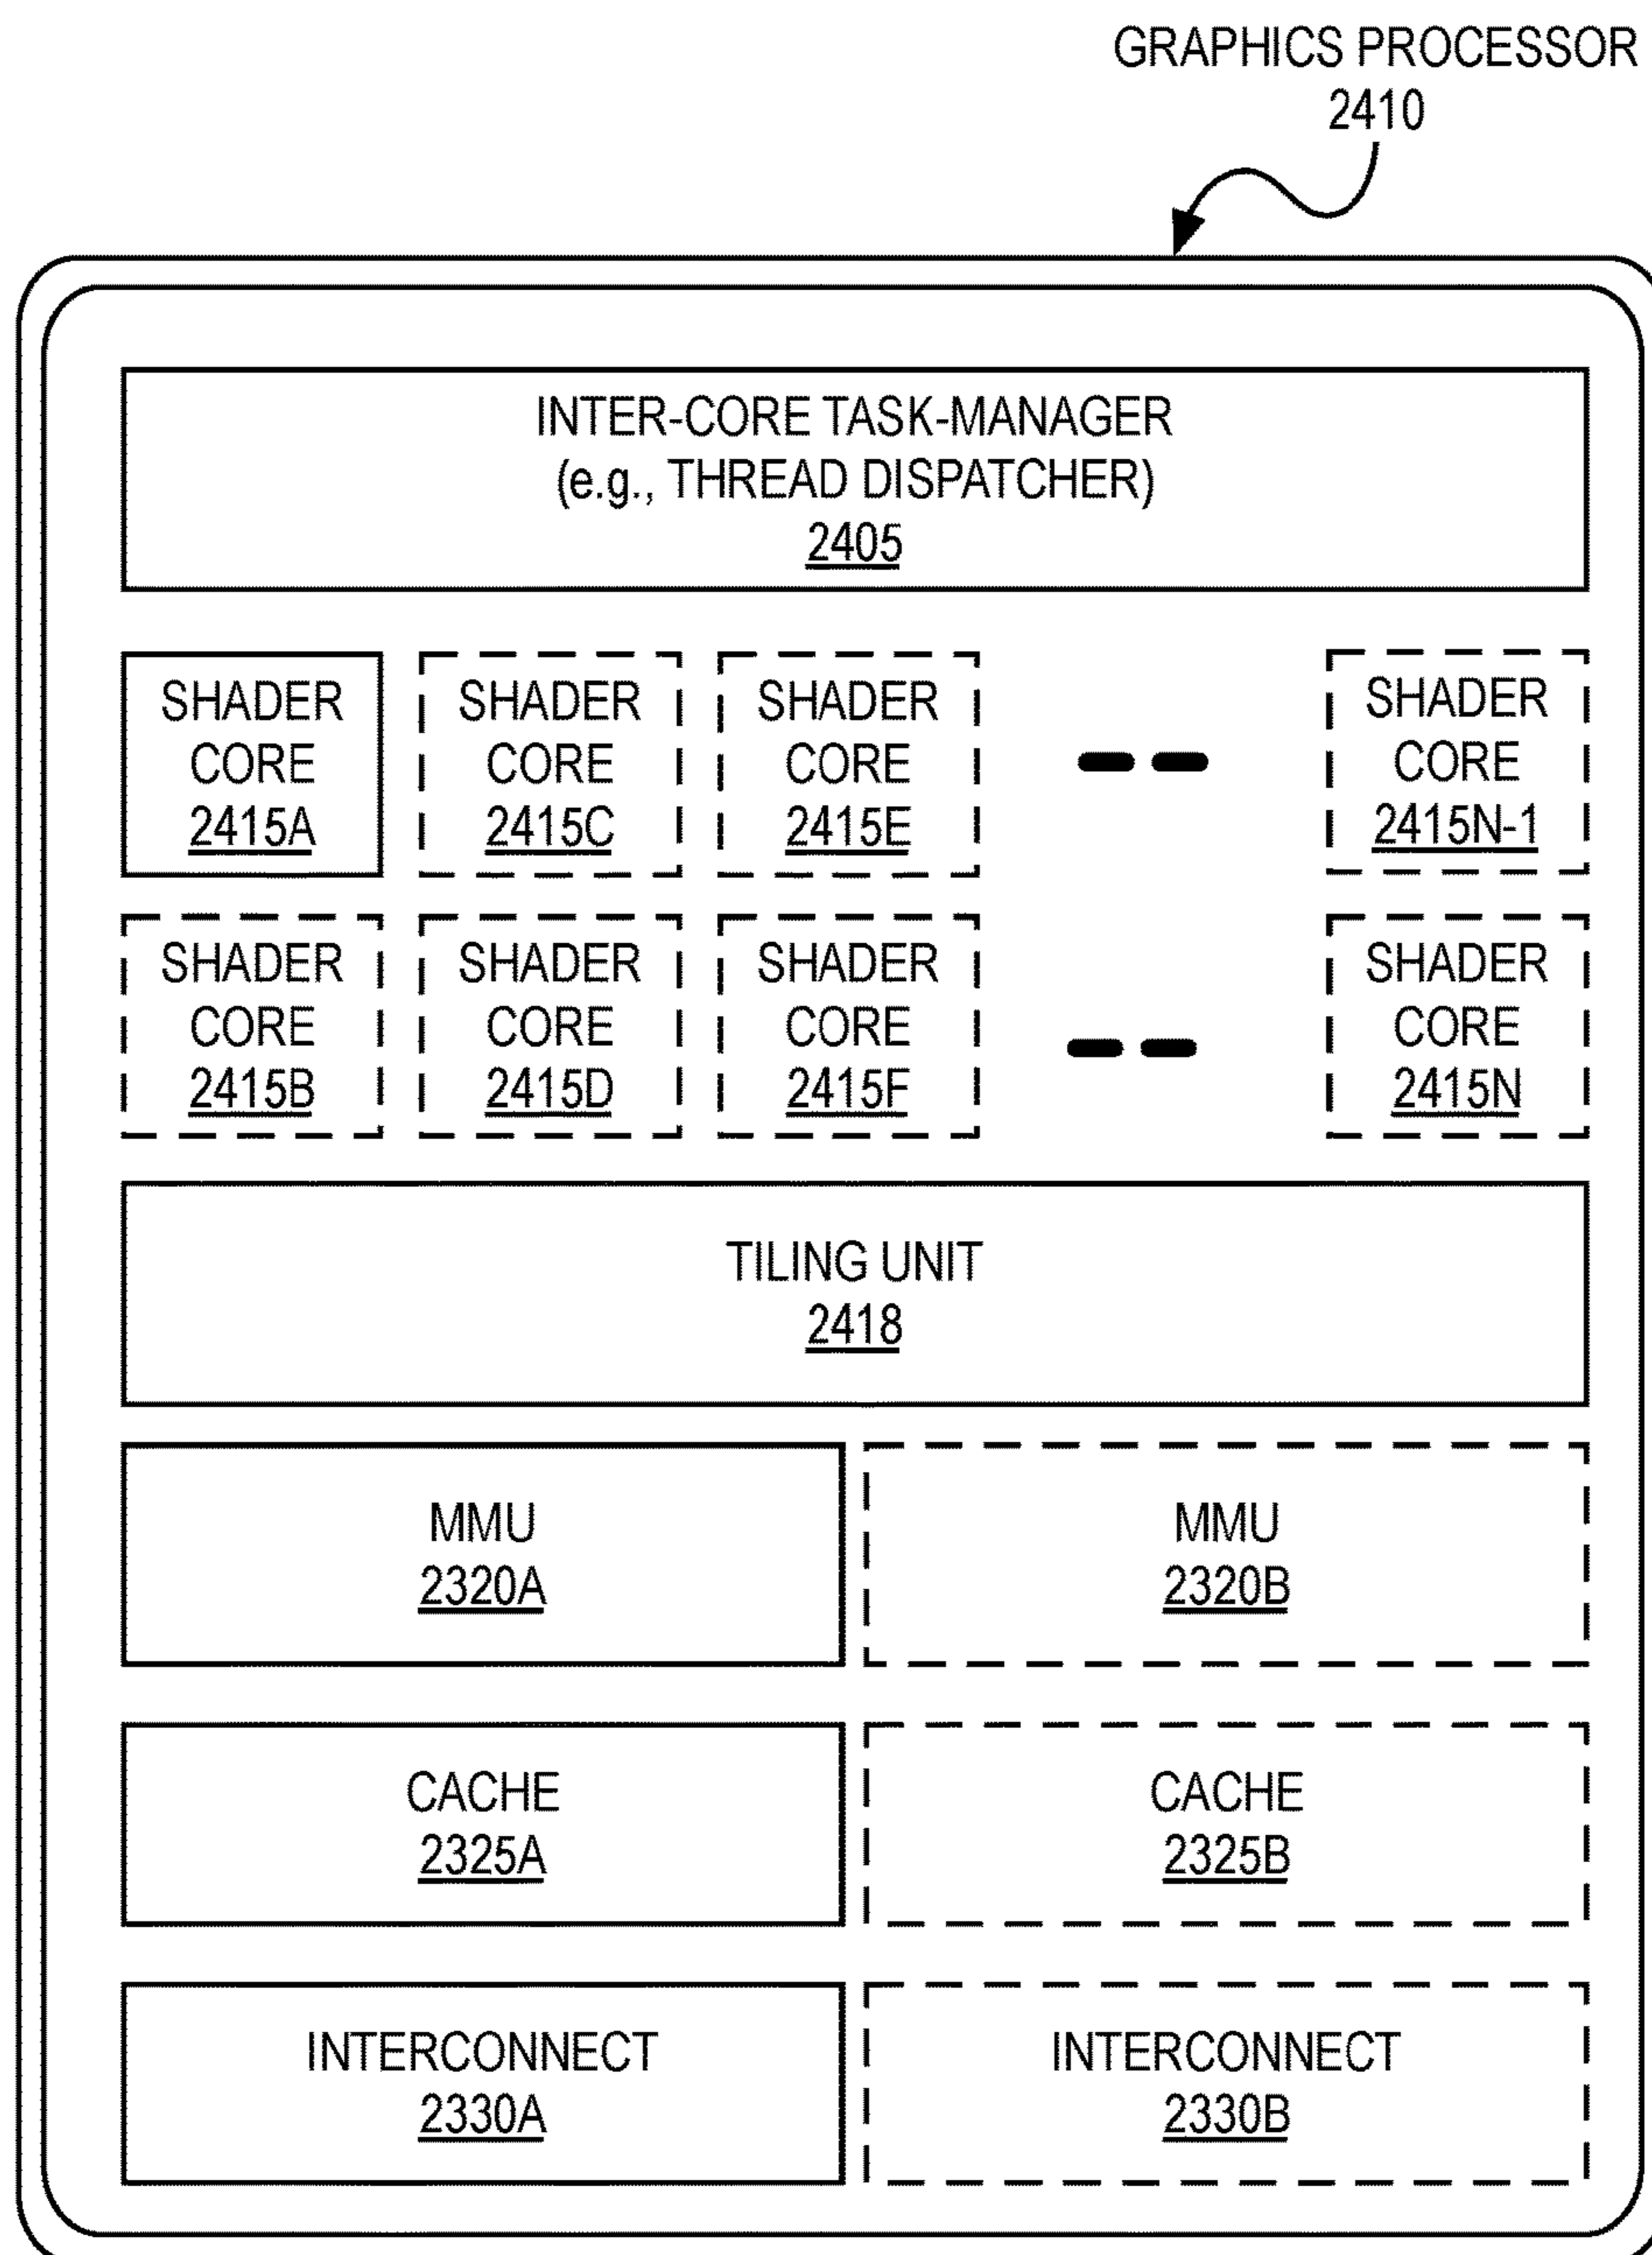 GRAPHICS PROCESSOR
2410
INTER-CORE TASK-MANAGER
(e.g., THREAD DISPATCHER)
2405
SHADER
CORE
2415A
SHADER
CORE
2415C
SHADER
CORE
2415E
SHADER
CORE
2415N-1
SHADER
CORE
2415B
SHADER
CORE
2415D
SHADER
CORE
2415F
SHADER
CORE
2415N
TILING UNIT
2418
MMU
2320A
MMU
2320B
CACHE
2325A
CACHE
2325B
INTERCONNECT
2330A
INTERCONNECT
2330B